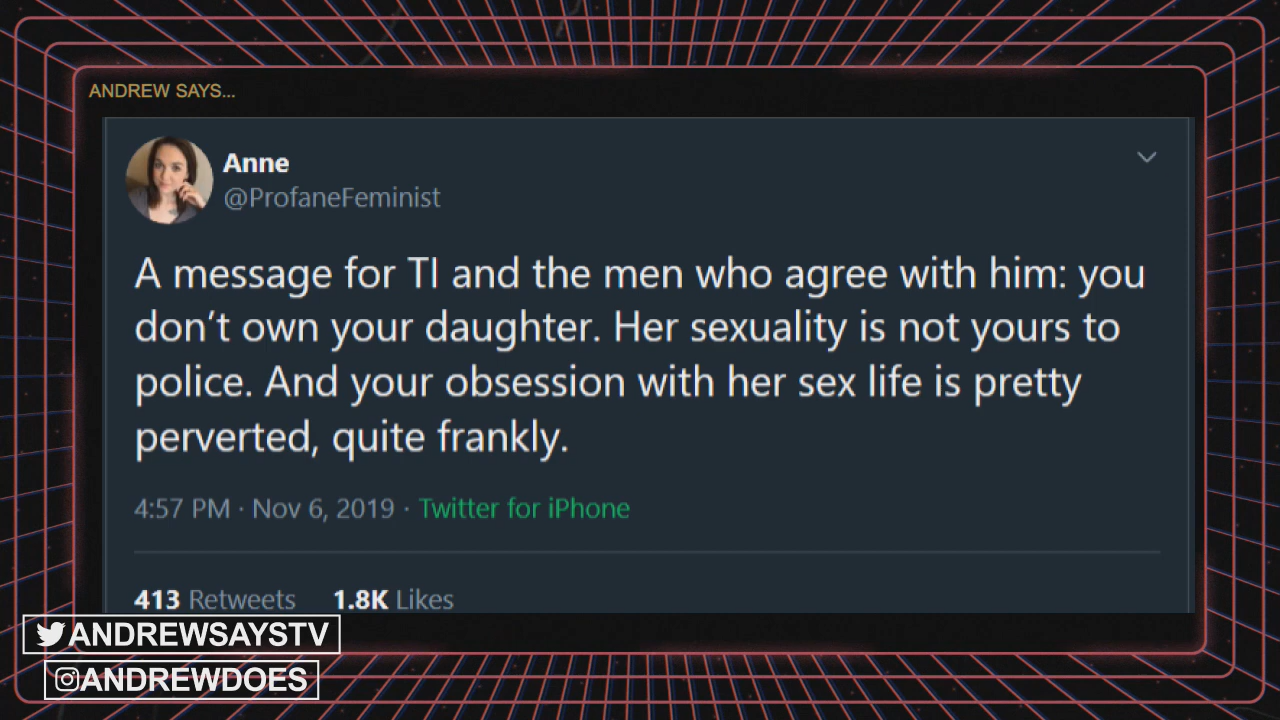 ANDREW SAYS...
Anne
@ProfaneFeminist
A message for TI and the men who agree with him: you
don’t own your daughter. Her sexuality is not yours to
police. And your obsession with her sex life is pretty
perverted, quite frankly.
4:57 PM · Nov 6, 2019 · Twitter for iPhone
413 Retweets 1.8K Likes
ANDREWSAYSTV
ANDREWDOES